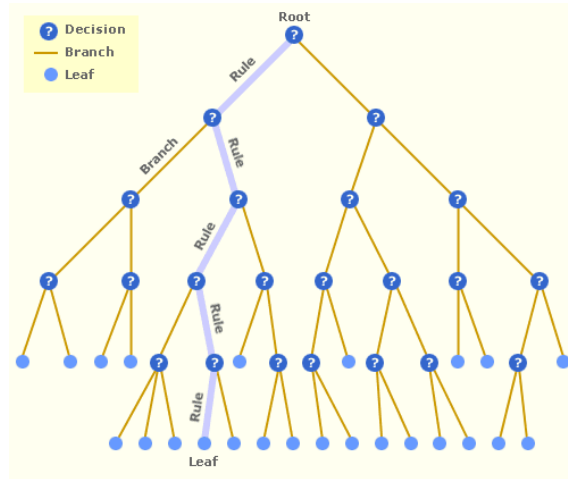 Root
? Decision
Branch
Leaf
?
Rule
? ?
Branch
Rule
? ? ? ?
Rule
? ? ? ? ? ? ? ?
Rule
? ? ? ? ? ? ?
Rule
Leaf